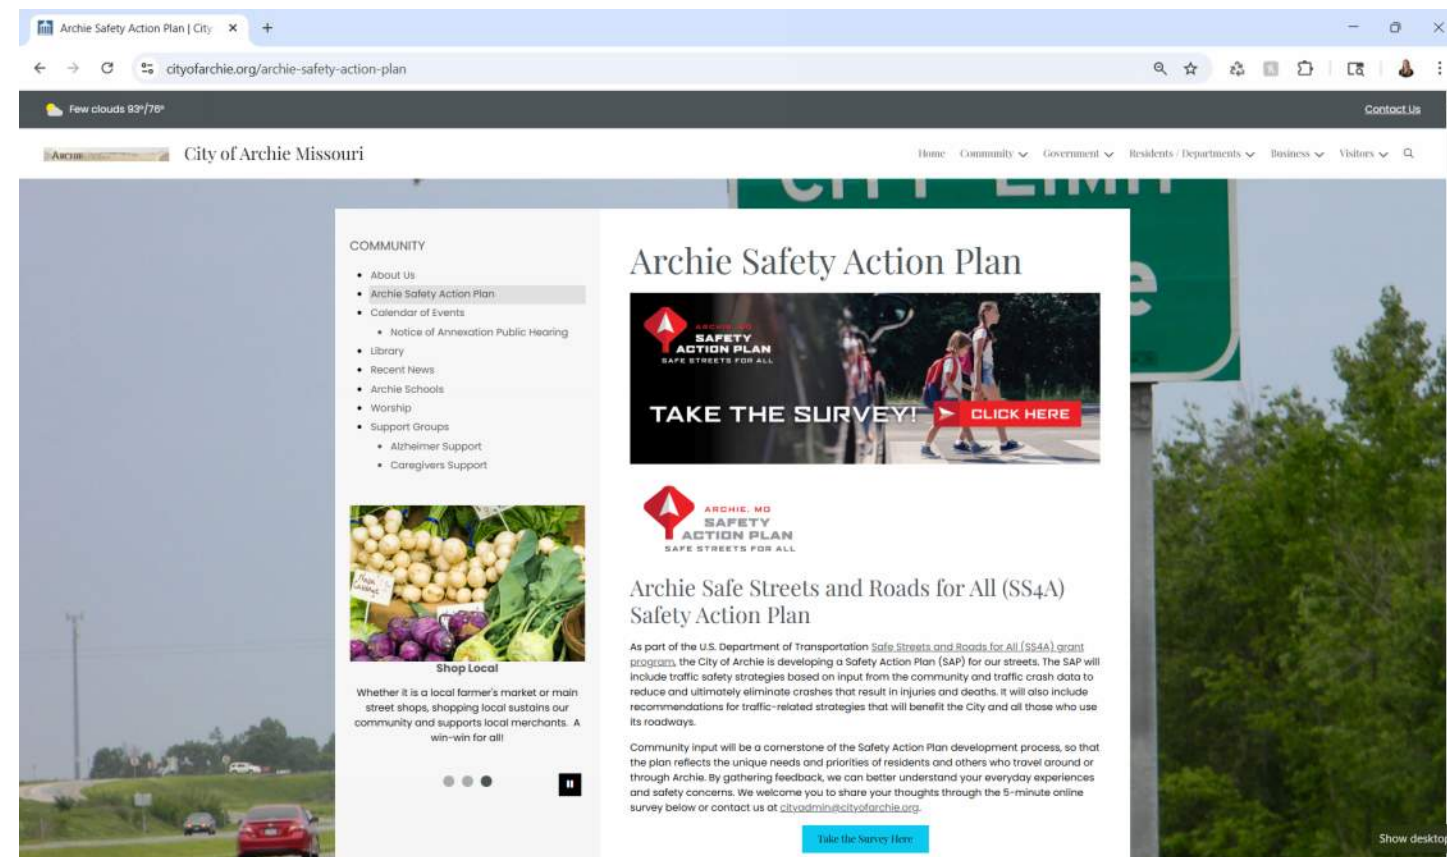 Archie Safety Action Plan | City
cityofarchie.org/archie-safety-action-plan
Few clouds 93°/76°
Contact Us
ARCHIE
City of Archie Missouri
Home Community Government Residents / Departments Business Visitors
CITY LIMIT
COMMUNITY
About Us
Archie Safety Action Plan
Calendar of Events
Notice of Annexation Public Hearing
Library
Recent News
Archie Schools
Worship
Support Groups
Alzheimer Support
Caregivers Support
Shop Local
Whether it is a local farmer's market or main
street shops, shopping local sustains our
community and supports local merchants. A
win-win for all!
Archie Safety Action Plan
ARCHIE, MO
SAFETY
ACTION PLAN
SAFE STREETS FOR ALL
TAKE THE SURVEY! CLICK HERE
ARCHIE, MO
SAFETY
ACTION PLAN
SAFE STREETS FOR ALL
Archie Safe Streets and Roads for All (SS4A)
Safety Action Plan
As part of the U.S. Department of Transportation Safe Streets and Roads for All (SS4A) grant
program, the City of Archie is developing a Safety Action Plan (SAP) for our streets. The SAP will
include traffic safety strategies based on input from the community and traffic crash data to
reduce and ultimately eliminate crashes that result in injuries and deaths. It will also include
recommendations for traffic-related strategies that will benefit the City and all those who use
its roadways.
Community input will be a cornerstone of the Safety Action Plan development process, so that
the plan reflects the unique needs and priorities of residents and others who travel around or
through Archie. By gathering feedback, we can better understand your everyday experiences
and safety concerns. We welcome you to share your thoughts through the 5-minute online
survey below or contact us at cityadmin@cityofarchie.org.
Take the Survey Here
Show desktop